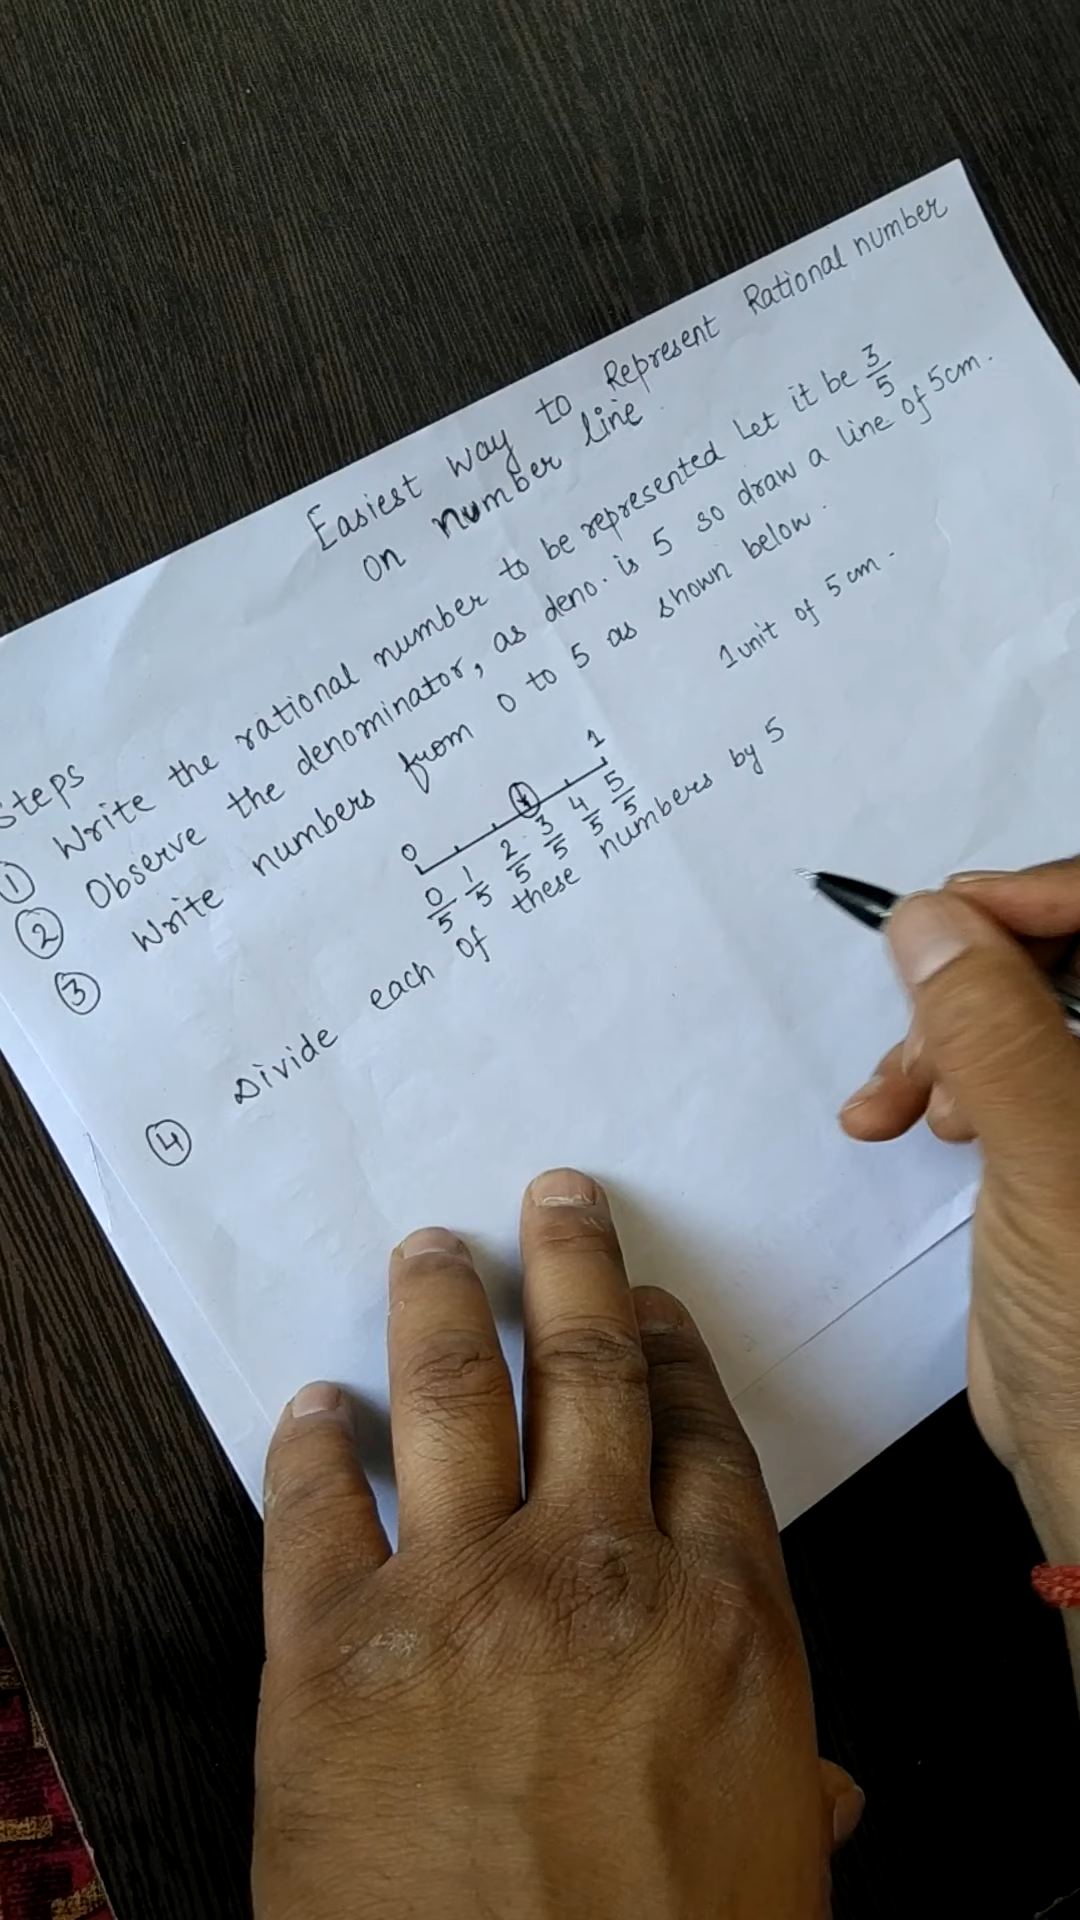 Easiest way to Represent Rational number
on number line.
Steps
① Write the rational number to be represented Let it be 3/5
② Observe the denominator, as deno. is 5 so draw a line of 5cm.
③ Write numbers from 0 to 5 as shown below.
1 unit of 5 cm.
0 1
0/5 1/5 2/5 3/5 4/5 5/5
④ Divide each of these numbers by 5